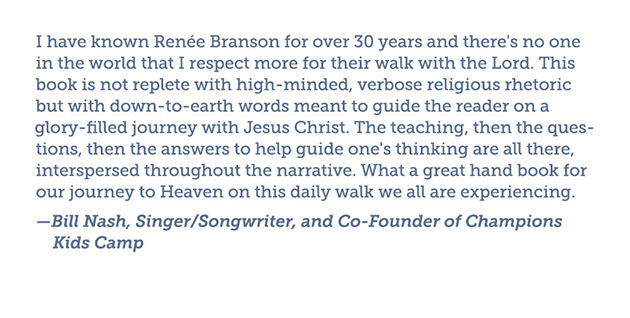 I have known Renée Branson for over 30 years and there's no one
in the world that I respect more for their walk with the Lord. This
book is not replete with high-minded, verbose religious rhetoric
but with down-to-earth words meant to guide the reader on a
glory-filled journey with Jesus Christ. The teaching, then the ques-
tions, then the answers to help guide one's thinking are all there,
interspersed throughout the narrative. What a great hand book for
our journey to Heaven on this daily walk we all are experiencing.
—Bill Nash, Singer/Songwriter, and Co-Founder of Champions
Kids Camp